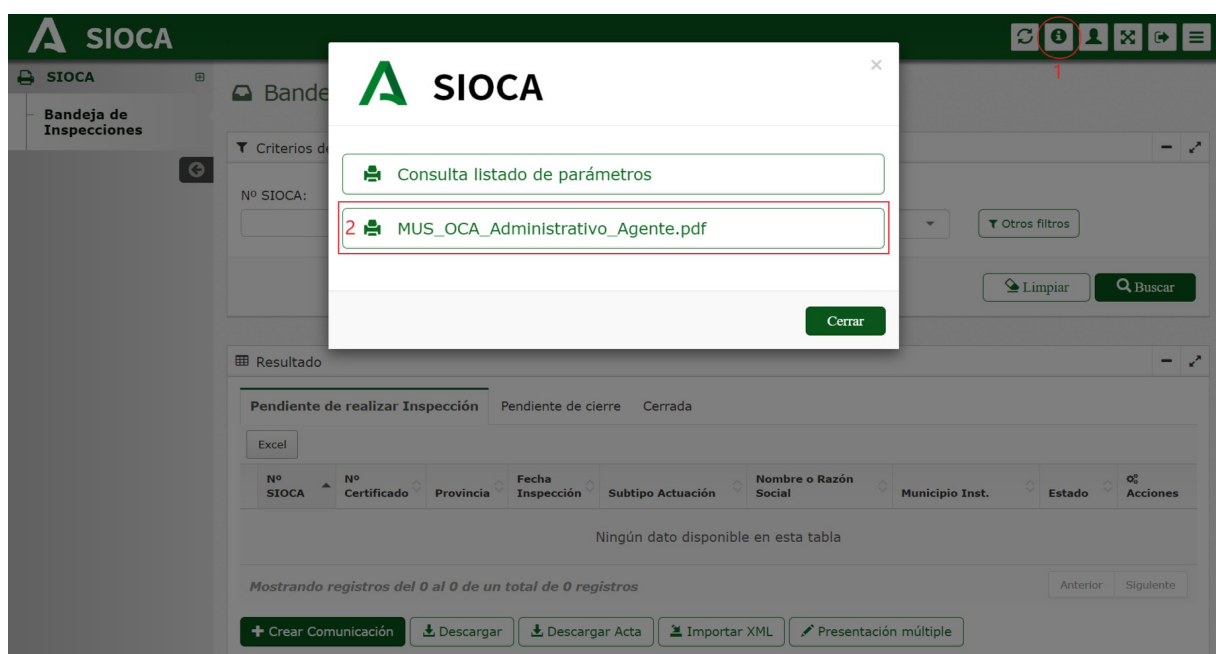 SIOCA
1
SIOCA
Bandeja de
Inspecciones
Bande
SIOCA
×
Criterios de
Nº SIOCA:
Otros filtros
Limpiar
Buscar
Consulta listado de parámetros
2 MUS_OCA_Administrativo_Agente.pdf
Cerrar
Resultado
Pendiente de realizar Inspección Pendiente de cierre Cerrada
Excel
Nº SIOCA Nº Certificado Provincia Fecha Inspección Subtipo Actuación Nombre o Razón Social Municipio Inst. Estado Acciones
Ningún dato disponible en esta tabla
Mostrando registros del 0 al 0 de un total de 0 registros
Anterior Siguiente
Crear Comunicación Descargar Descargar Acta Importar XML Presentación múltiple